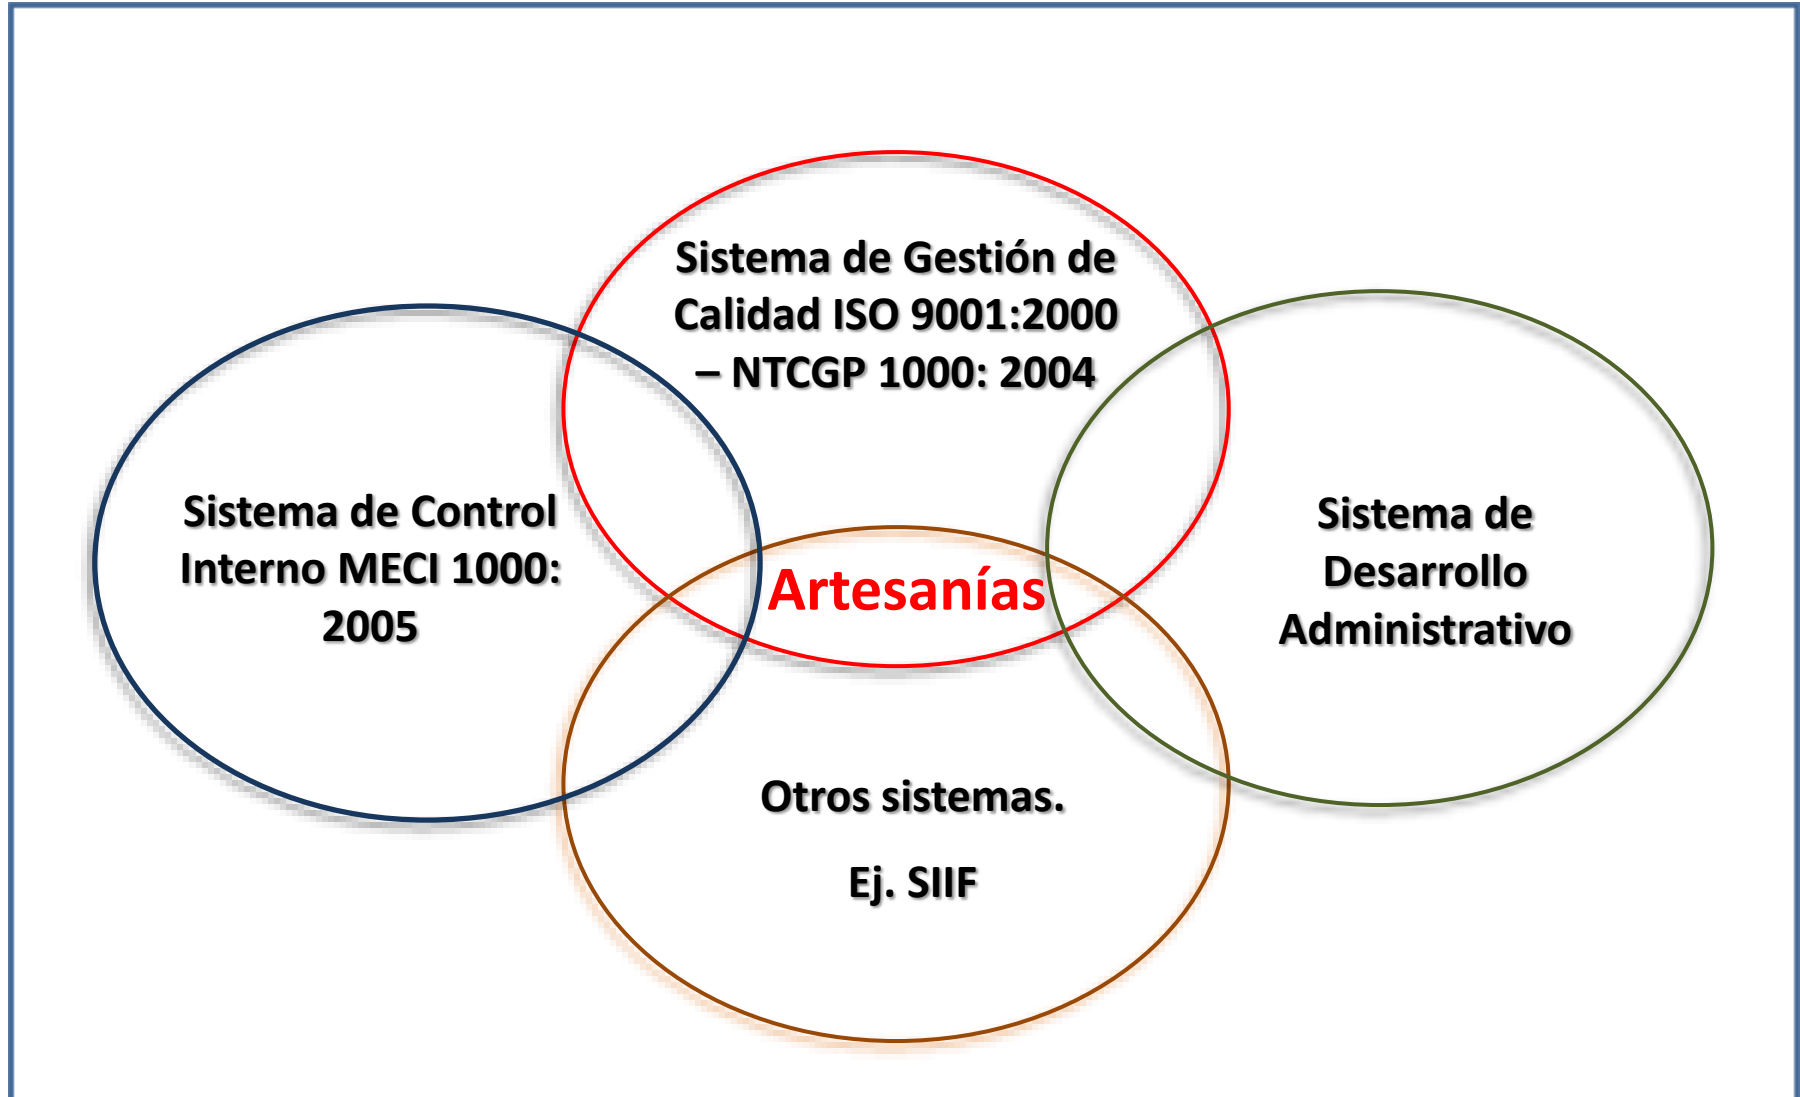 Sistema de Gestión de
Calidad ISO 9001:2000
– NTCGP 1000: 2004
Sistema de Control
Interno MECI 1000:
2005
Artesanías
Sistema de
Desarrollo
Administrativo
Otros sistemas.
Ej. SIIF